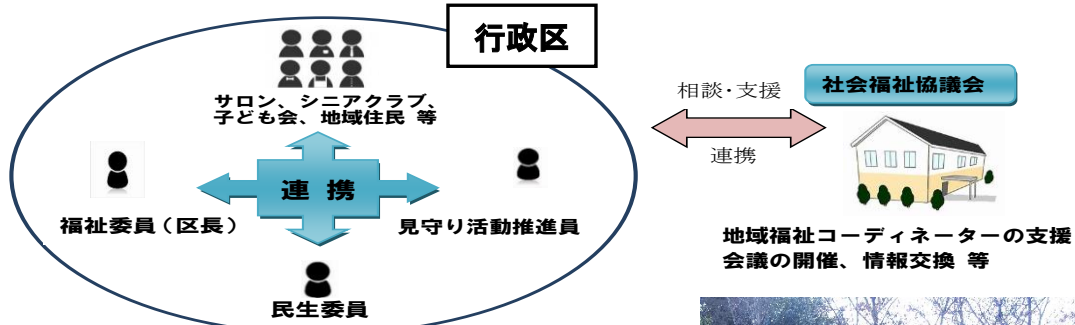 行政区
サロン、シニアクラブ、
子ども会、地域住民 等
連 携
福祉委員（区長）
見守り活動推進員
民生委員
相談・支援
連携
社会福祉協議会
地域福祉コーディネーターの支援
会議の開催、情報交換 等